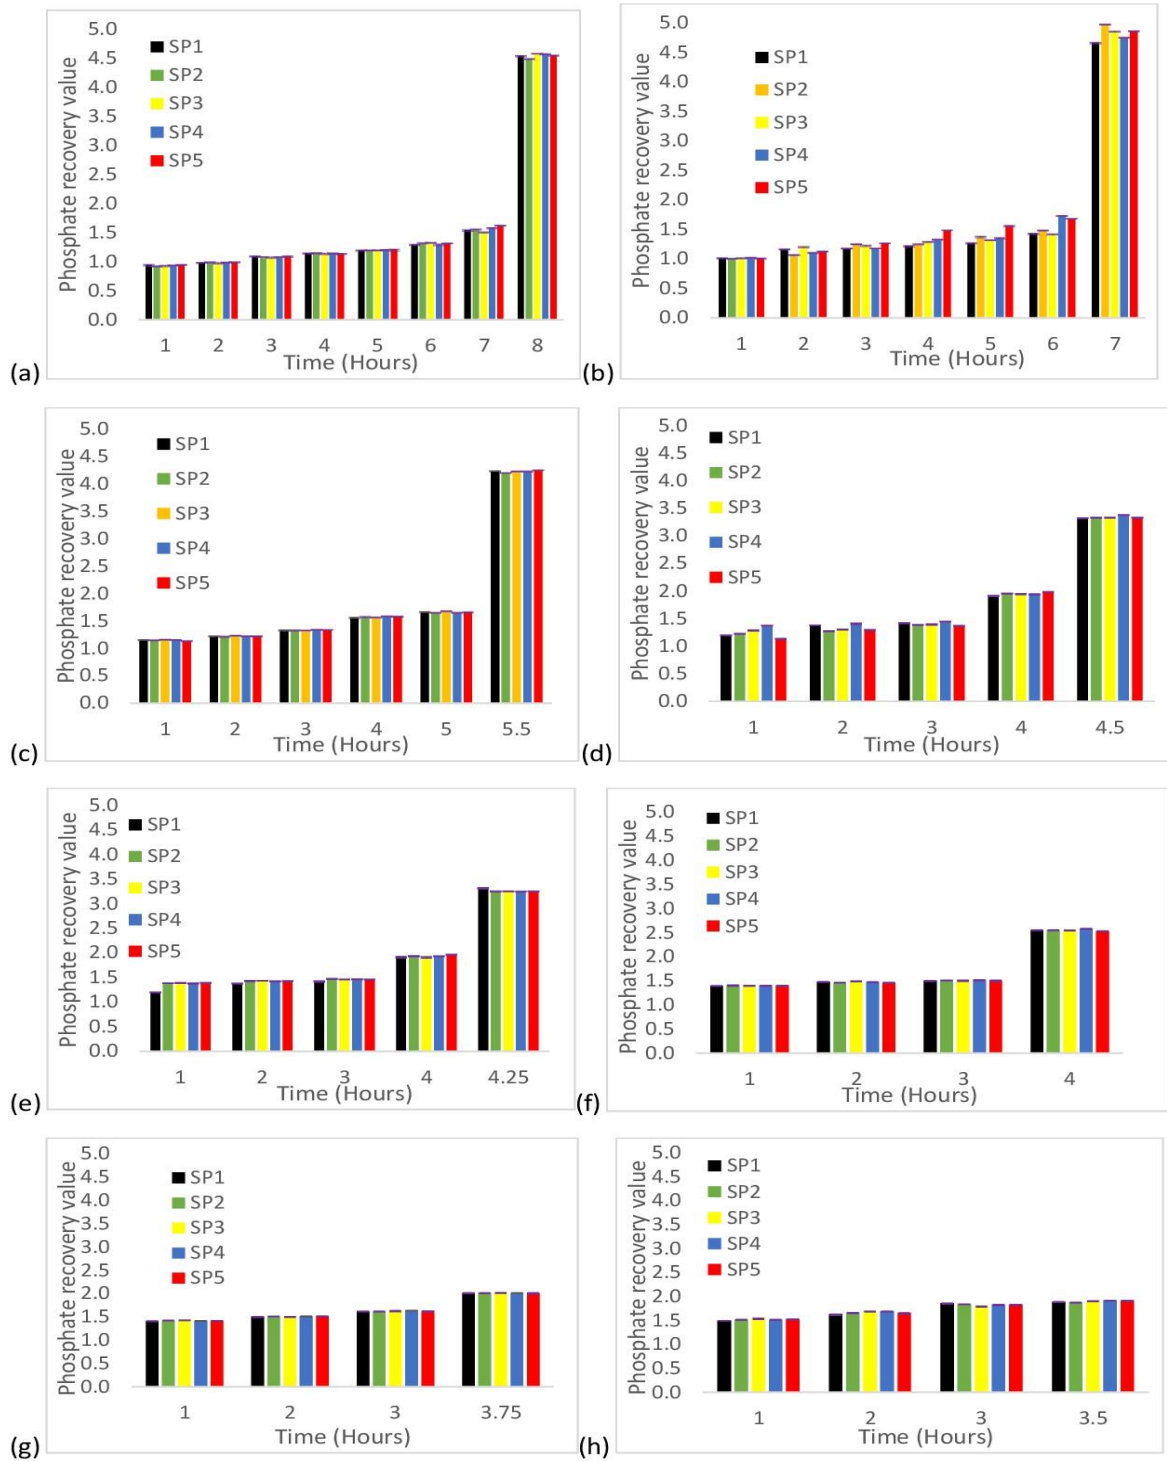 Phosphate recovery value
5.0
4.5
4.0
3.5
3.0
2.5
2.0
1.5
1.0
0.5
0.0
SP1
SP2
SP3
SP4
SP5
1 2 3 4 5 6 7 8
Time (Hours)
(a)
Phosphate recovery value
5.0
4.5
4.0
3.5
3.0
2.5
2.0
1.5
1.0
0.5
0.0
SP1
SP2
SP3
SP4
SP5
1 2 3 4 5 6 7
Time (Hours)
(b)
Phosphate recovery value
5.0
4.5
4.0
3.5
3.0
2.5
2.0
1.5
1.0
0.5
0.0
SP1
SP2
SP3
SP4
SP5
1 2 3 4 5 5.5
Time (Hours)
(c)
Phosphate recovery value
5.0
4.5
4.0
3.5
3.0
2.5
2.0
1.5
1.0
0.5
0.0
SP1
SP2
SP3
SP4
SP5
1 2 3 4 4.5
Time (Hours)
(d)
Phosphate recovery value
5.0
4.5
4.0
3.5
3.0
2.5
2.0
1.5
1.0
0.5
0.0
SP1
SP2
SP3
SP4
SP5
1 2 3 4 4.25
Time (Hours)
(e)
Phosphate recovery value
5.0
4.5
4.0
3.5
3.0
2.5
2.0
1.5
1.0
0.5
0.0
SP1
SP2
SP3
SP4
SP5
1 2 3 4
Time (Hours)
(f)
Phosphate recovery value
5.0
4.5
4.0
3.5
3.0
2.5
2.0
1.5
1.0
0.5
0.0
SP1
SP2
SP3
SP4
SP5
1 2 3 3.75
Time (Hours)
(g)
Phosphate recovery value
5.0
4.5
4.0
3.5
3.0
2.5
2.0
1.5
1.0
0.5
0.0
SP1
SP2
SP3
SP4
SP5
1 2 3 3.5
Time (Hours)
(h)